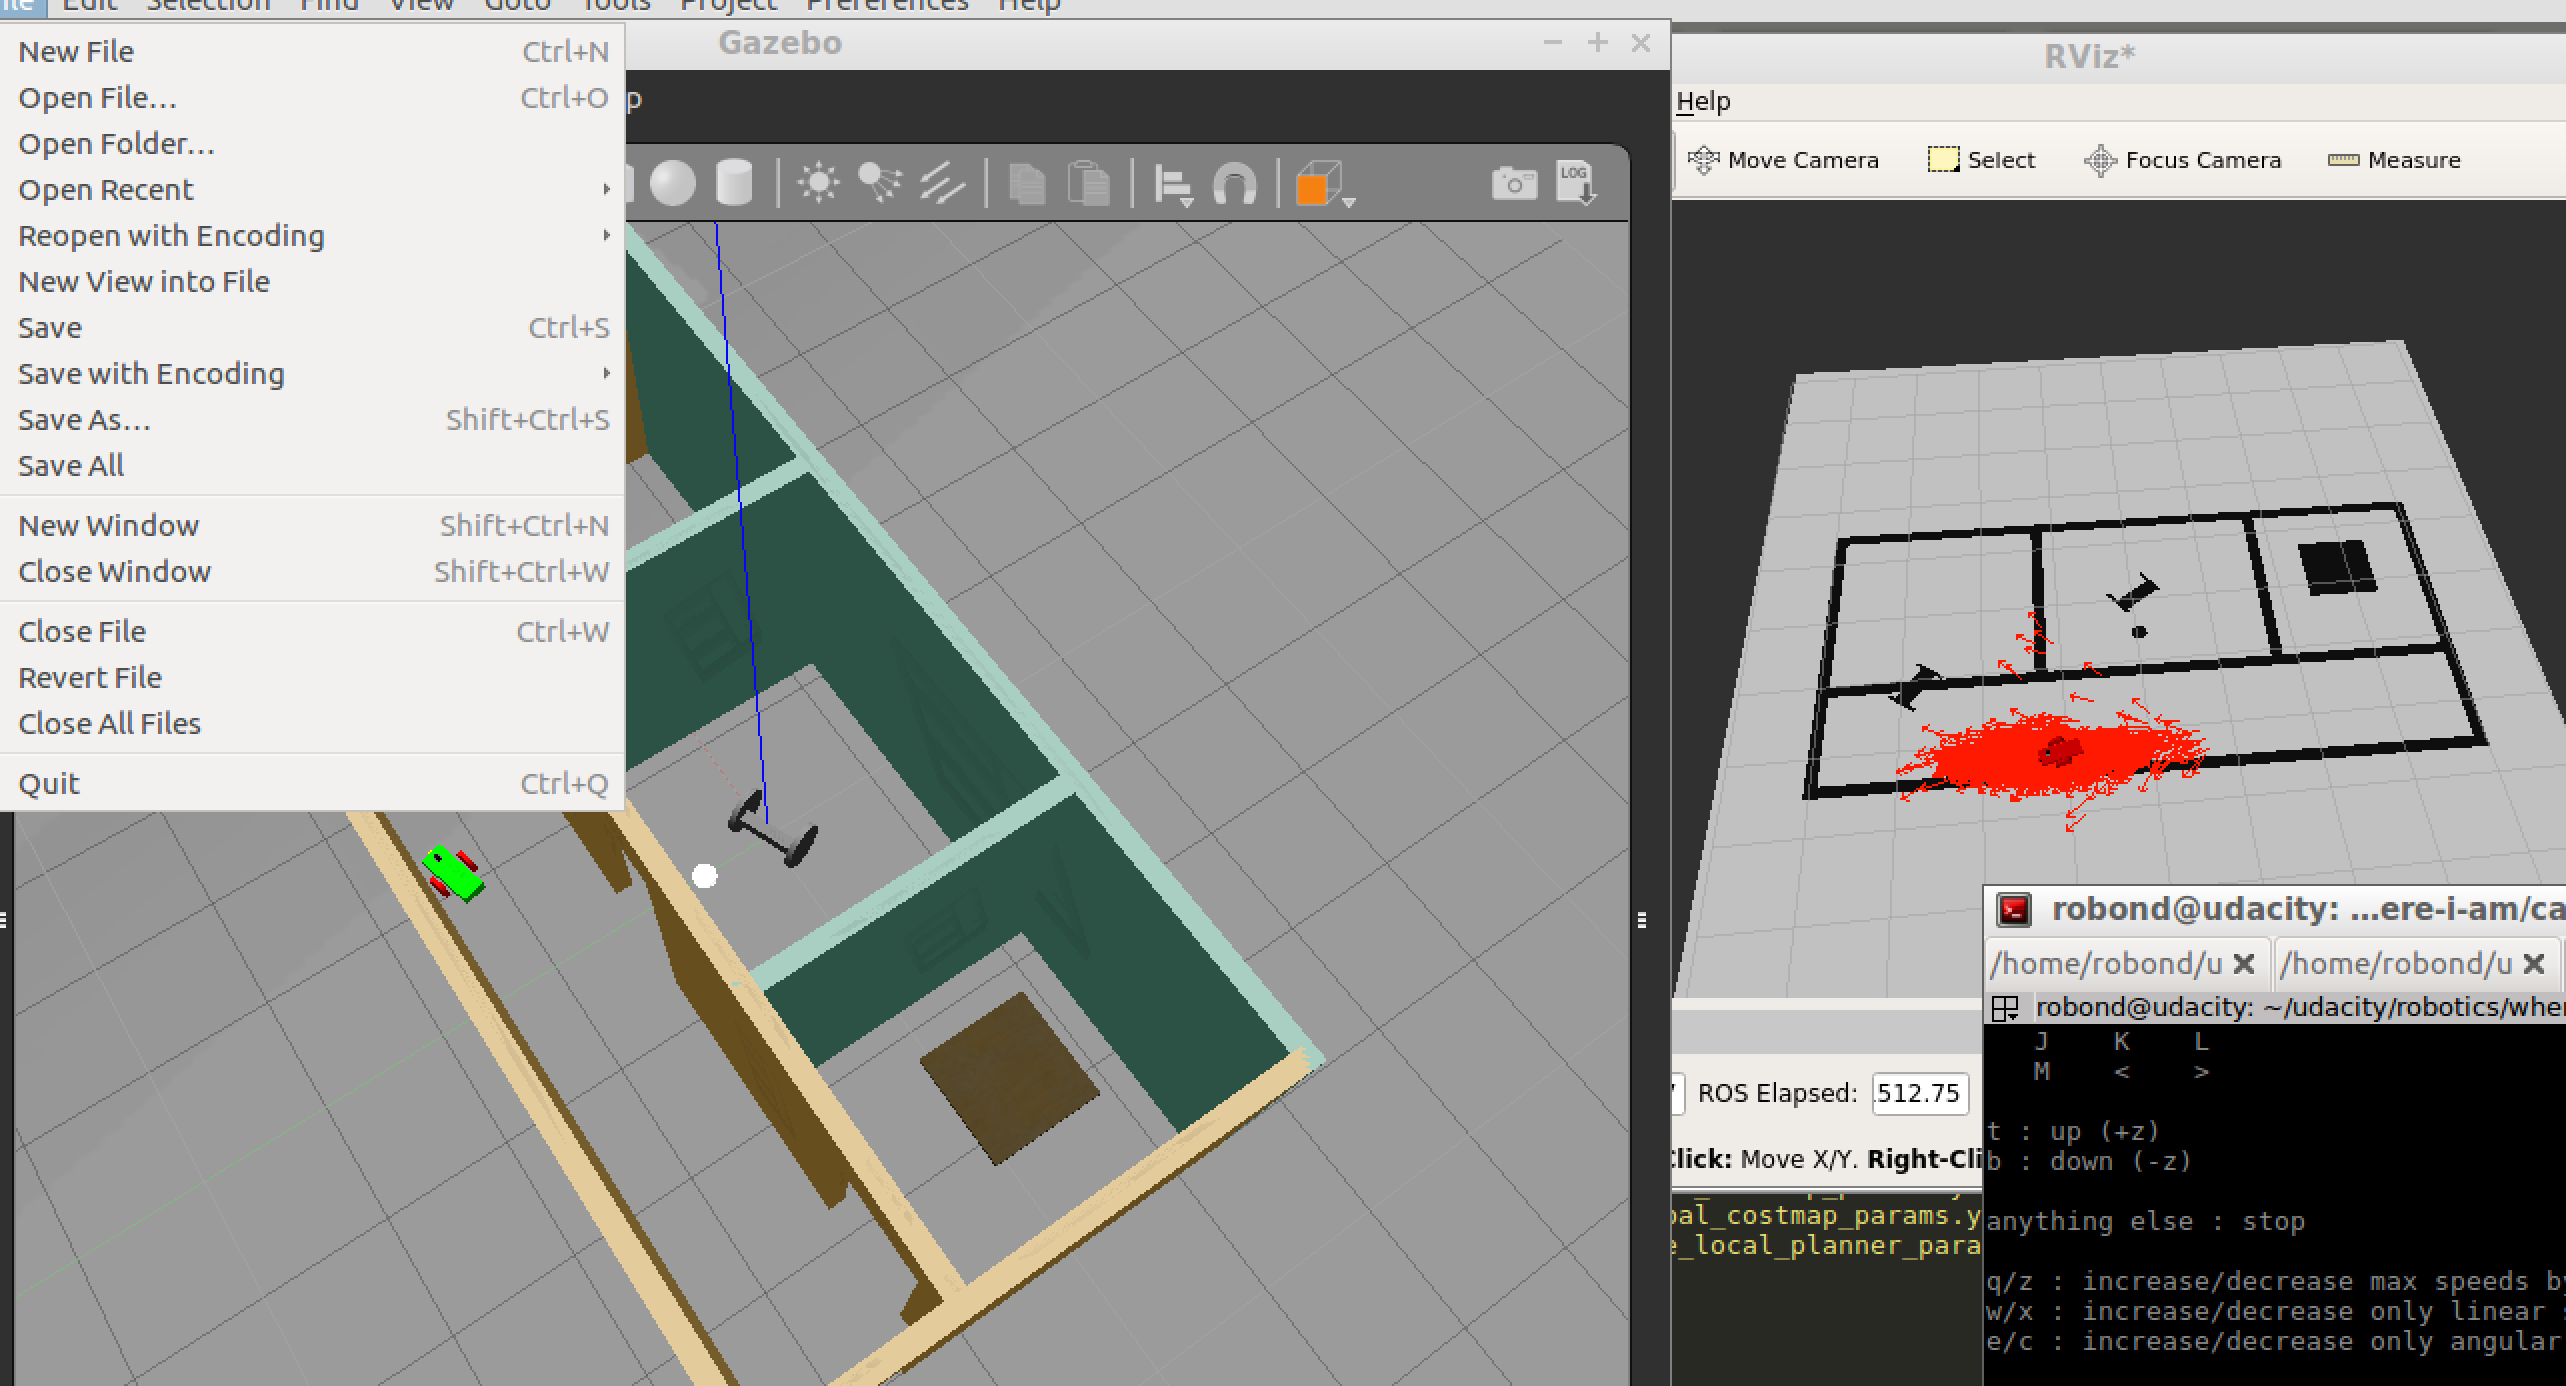 Edit Selection Find View Goto Tools Project Preferences Help
New File Ctrl+N
Open File… Ctrl+O
Open Folder…
Open Recent
Reopen with Encoding
New View into File
Save Ctrl+S
Save with Encoding
Save As… Shift+Ctrl+S
Save All
New Window Shift+Ctrl+N
Close Window Shift+Ctrl+W
Close File Ctrl+W
Revert File
Close All Files
Quit Ctrl+Q
Gazebo
p
LOG
RViz*
Help
Move Camera Select Focus Camera Measure
ROS Elapsed: .512.75
lick: Move X/Y. Right-Cli
bal_costmap_params.y
e_local_planner_para
robond@udacity: …ere-i-am/ca
/home/robond/u /home/robond/u
robond@udacity: ~/udacity/robotics/wher
J K L
M < >
t : up (+z)
b : down (-z)
anything else : stop
q/z : increase/decrease max speeds by
w/x : increase/decrease only linear
e/c : increase/decrease only angular